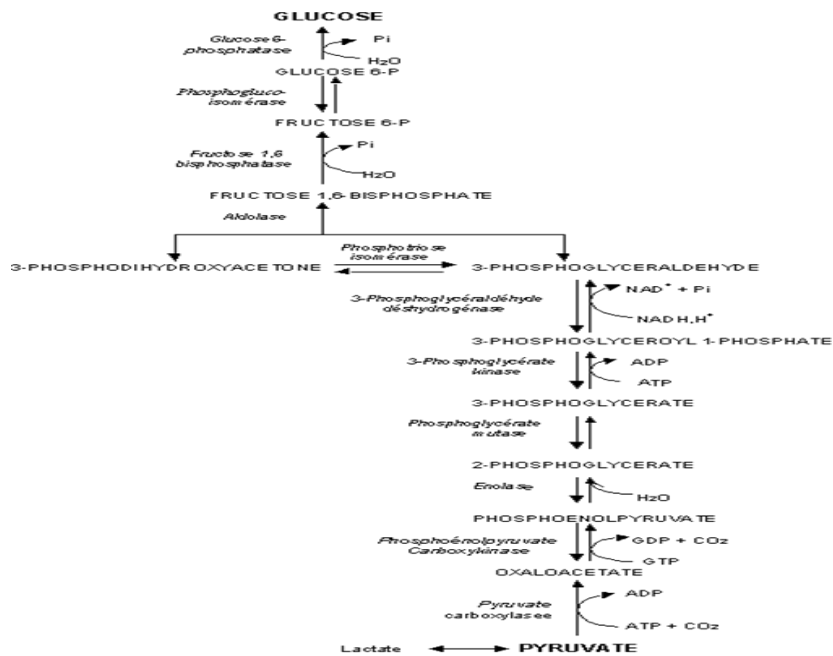 GLUCOSE
Glucose 6-
phosphatase
Pi
H2O
GLUCOSE 6-P
Phosphogluco-
isomérase
FRUCTOSE 6-P
Fructose 1,6
bisphosphatase
Pi
H2O
FRUCTOSE 1,6-BISPHOSPHATE
Aldolase
3-PHOSPHODIHYDROXYACETONE
Phosphotriose
isomérase
3-PHOSPHOGLYCERALDEHYDE
3-Phosphoglycéraldéhyde
déshydrogénase
NAD+ + Pi
NADH,H+
3-PHOSPHOGLYCEROYL 1-PHOSPHATE
3-Phosphoglycérate
kinase
ADP
ATP
3-PHOSPHOGLYCERATE
Phosphoglycérate
mutase
2-PHOSPHOGLYCERATE
Enolase
H2O
PHOSPHOENOLPYRUVATE
Phosphoénolpyruvate
Carboxykinase
GDP + CO2
GTP
OXALOACETATE
Pyruvate
carboxylasee
ADP
ATP + CO2
Lactate
PYRUVATE